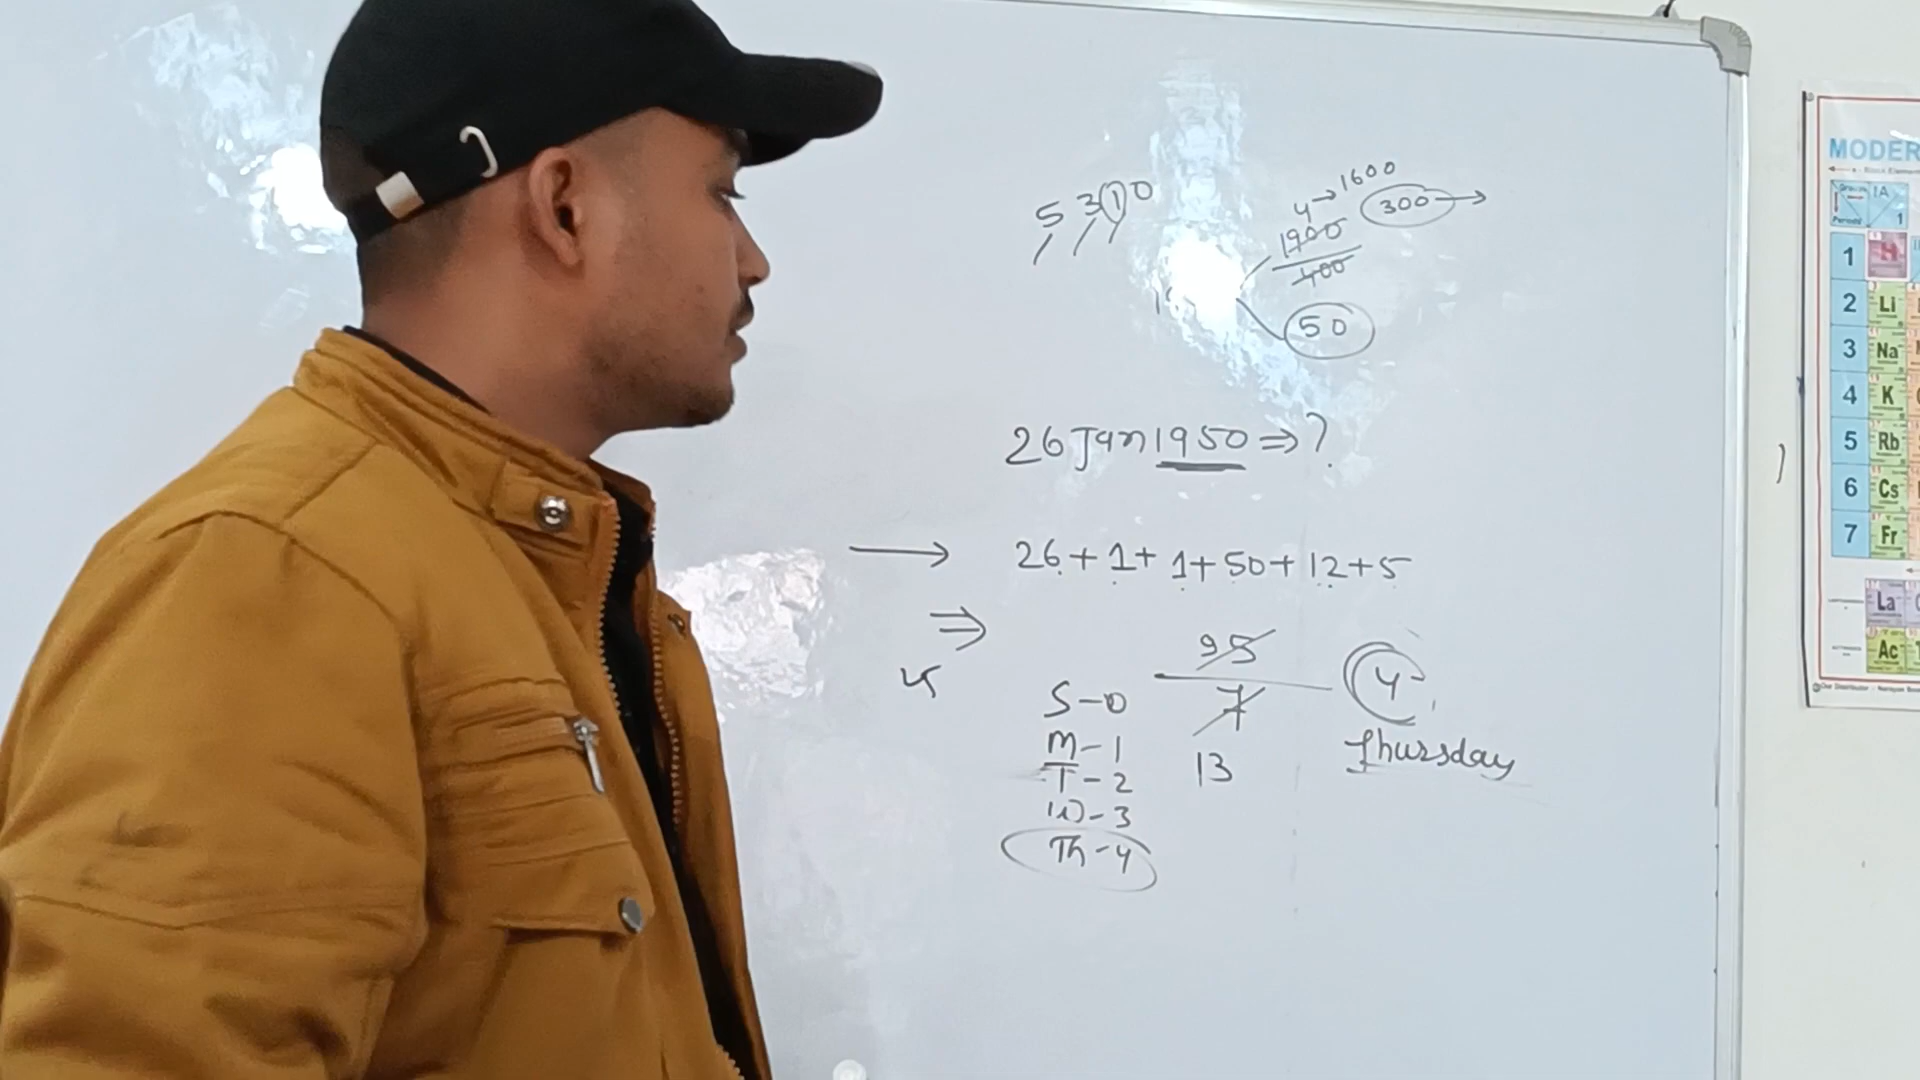 5 3 1 0
4 → 1600
1900
400
300 →
50
26 Jan 1950 ⇒ ?
→ 26 + 1 + 1 + 50 + 12 + 5
⇒
95
7
13
4
Thursday
S - 0
M - 1
T - 2
W - 3
Th - 4
MODER
IA
1
1 H
2 Li
3 Na
4 K
5 Rb
6 Cs
7 Fr
La
Ac